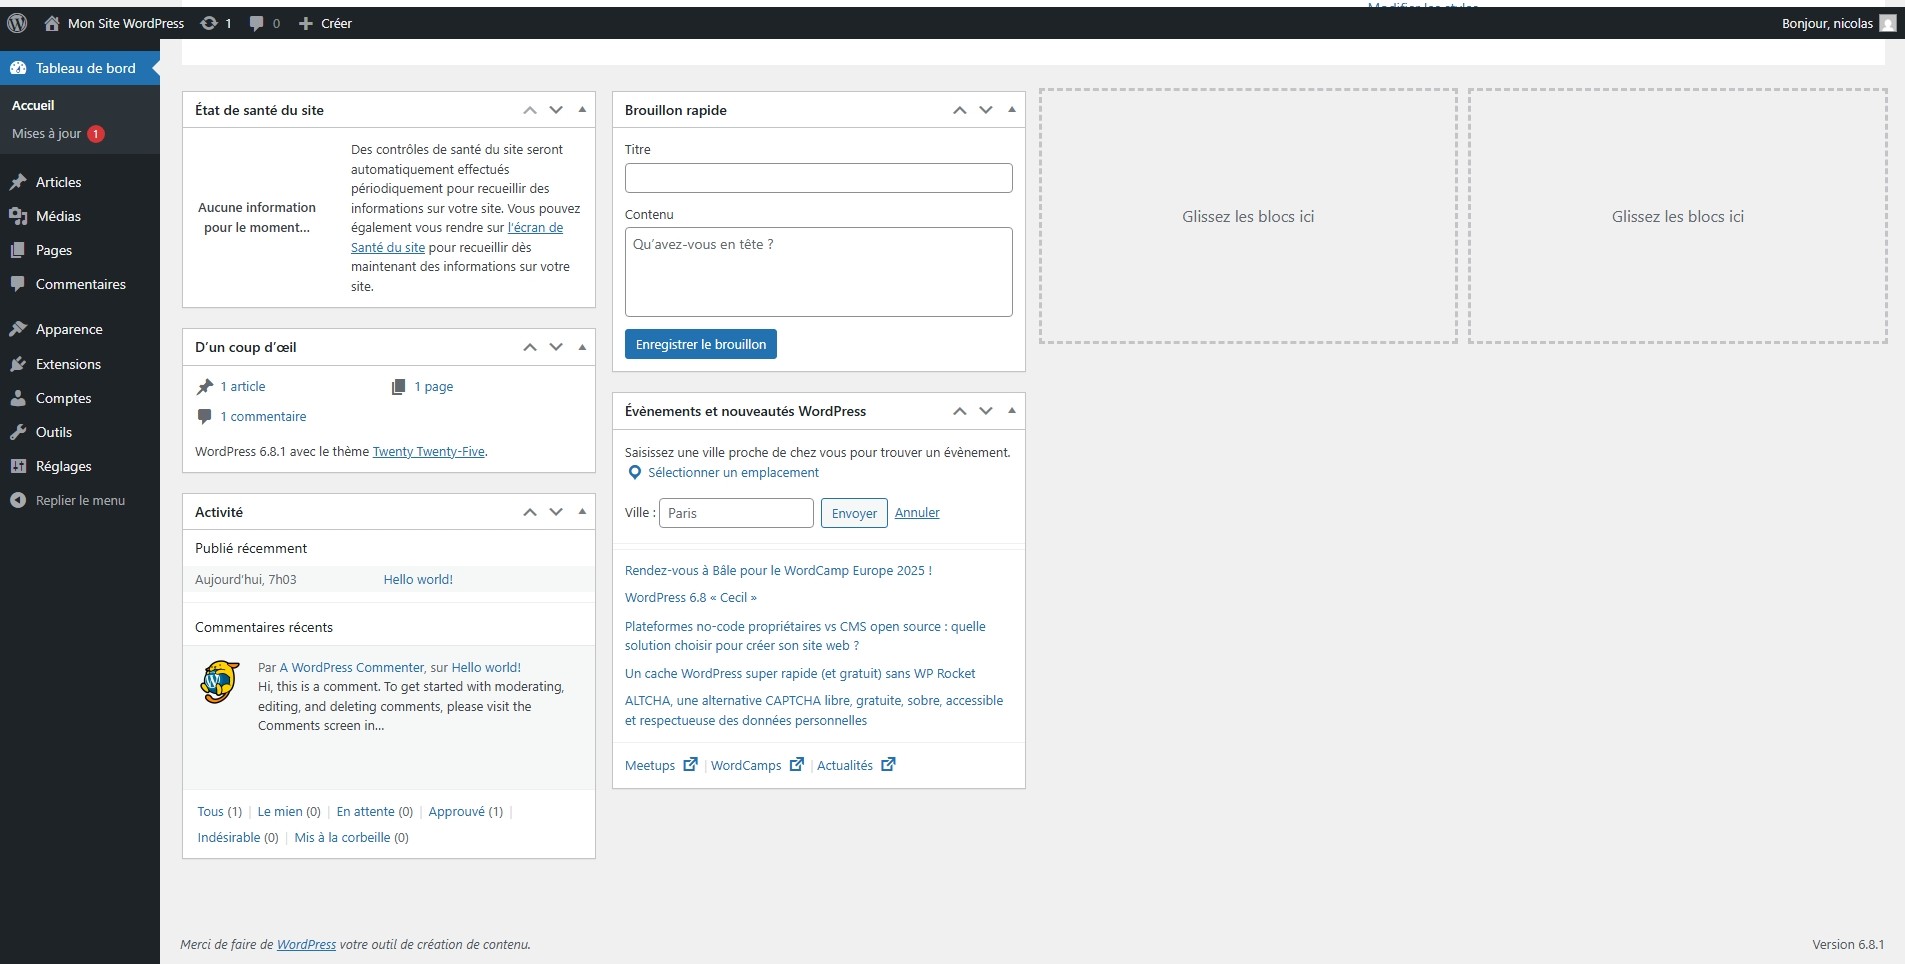 Modifier les styles
Mon Site WordPress 1 0 Créer
Bonjour, nicolas
Tableau de bord
Accueil
Mises à jour 1
Articles
Médias
Pages
Commentaires
Apparence
Extensions
Comptes
Outils
Réglages
Replier le menu
État de santé du site
Aucune information
pour le moment…
Des contrôles de santé du site seront
automatiquement effectués
périodiquement pour recueillir des
informations sur votre site. Vous pouvez
également vous rendre sur l’écran de
Santé du site pour recueillir dès
maintenant des informations sur votre
site.
D’un coup d’œil
1 article
1 page
1 commentaire
WordPress 6.8.1 avec le thème Twenty Twenty-Five.
Activité
Publié récemment
Aujourd’hui, 7h03 Hello world!
Commentaires récents
Par A WordPress Commenter, sur Hello world!
Hi, this is a comment. To get started with moderating,
editing, and deleting comments, please visit the
Comments screen in…
Tous (1) | Le mien (0) | En attente (0) | Approuvé (1) |
Indésirable (0) | Mis à la corbeille (0)
Brouillon rapide
Titre
Contenu
Qu’avez-vous en tête ?
Enregistrer le brouillon
Évènements et nouveautés WordPress
Saisissez une ville proche de chez vous pour trouver un évènement.
Sélectionner un emplacement
Ville : Paris Envoyer Annuler
Rendez-vous à Bâle pour le WordCamp Europe 2025 !
WordPress 6.8 « Cecil »
Plateformes no-code propriétaires vs CMS open source : quelle
solution choisir pour créer son site web ?
Un cache WordPress super rapide (et gratuit) sans WP Rocket
ALTCHA, une alternative CAPTCHA libre, gratuite, sobre, accessible
et respectueuse des données personnelles
Meetups | WordCamps | Actualités
Glissez les blocs ici
Glissez les blocs ici
Merci de faire de WordPress votre outil de création de contenu.
Version 6.8.1